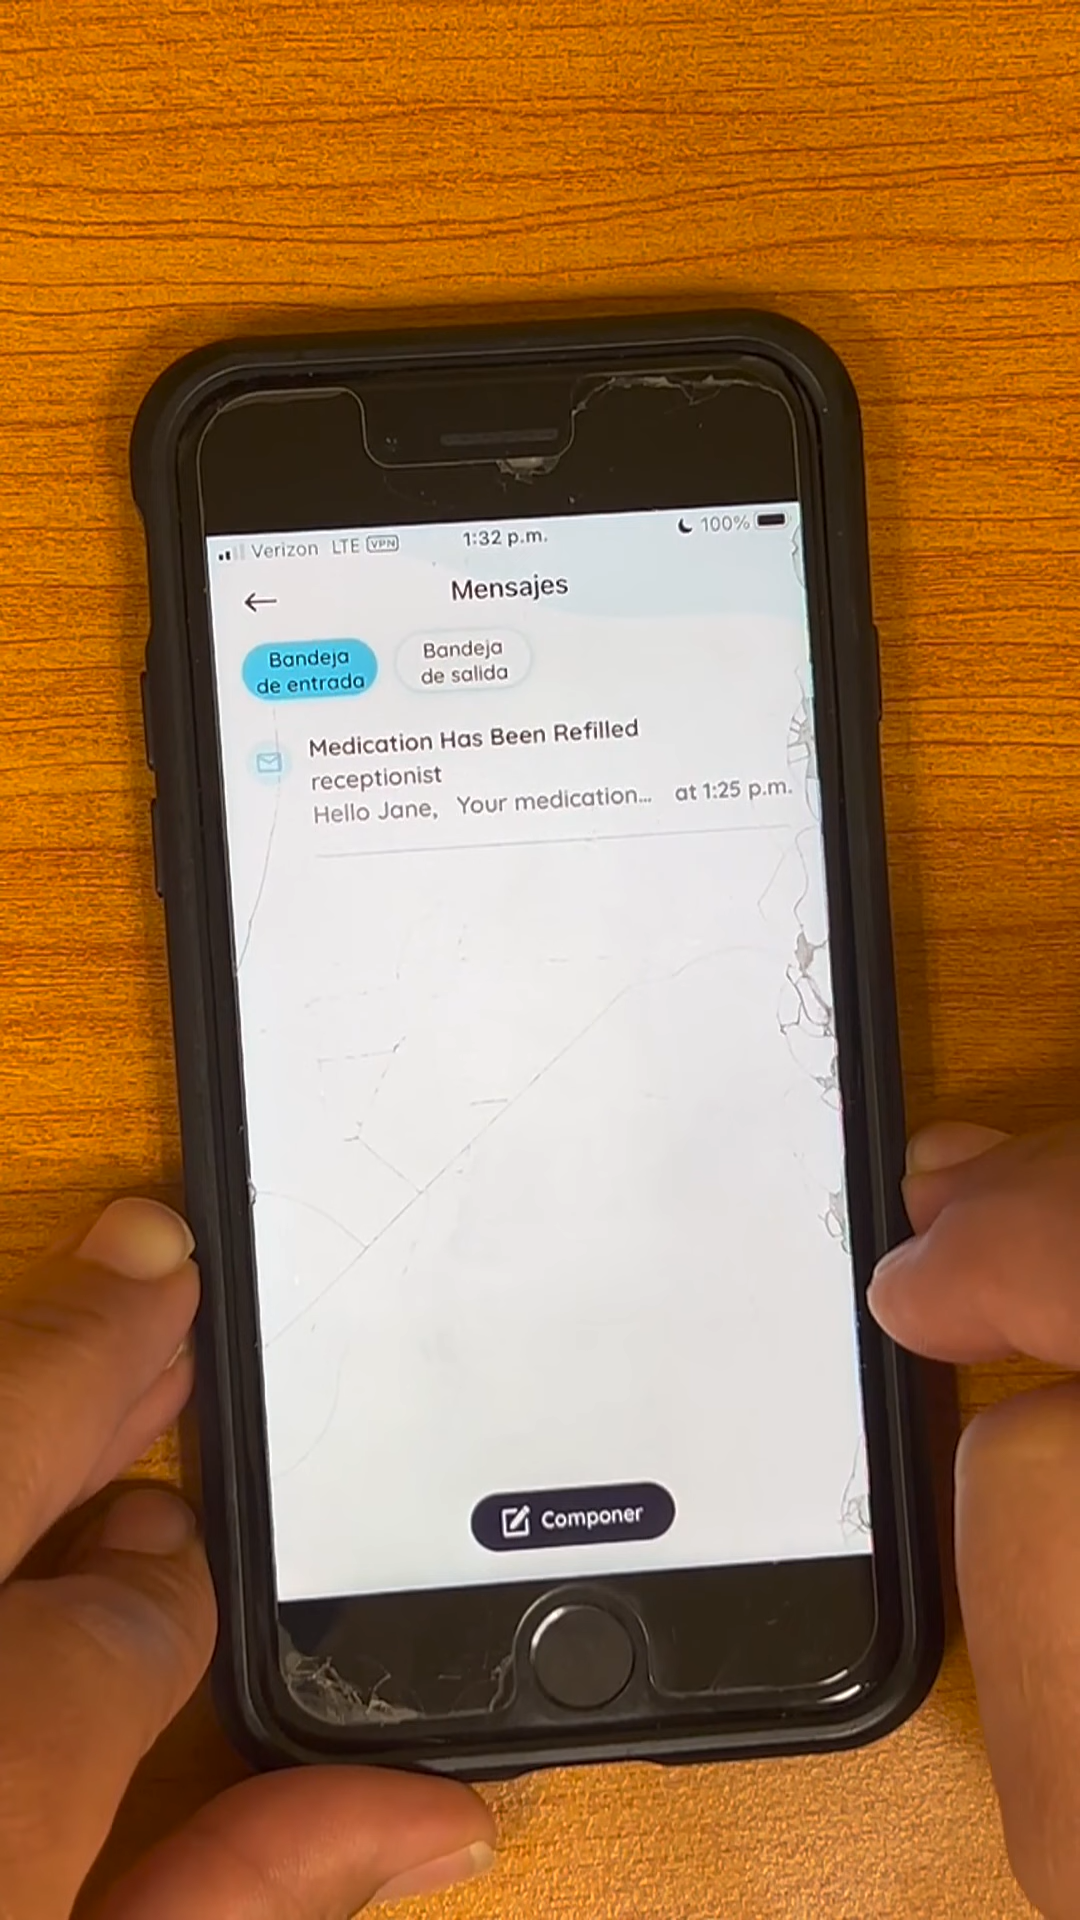 Verizon LTE VPN 1:32 p.m. 100%
Mensajes
Bandeja
de entrada
Bandeja
de salida
Medication Has Been Refilled
receptionist
Hello Jane, Your medication... at 1:25 p.m.
Componer